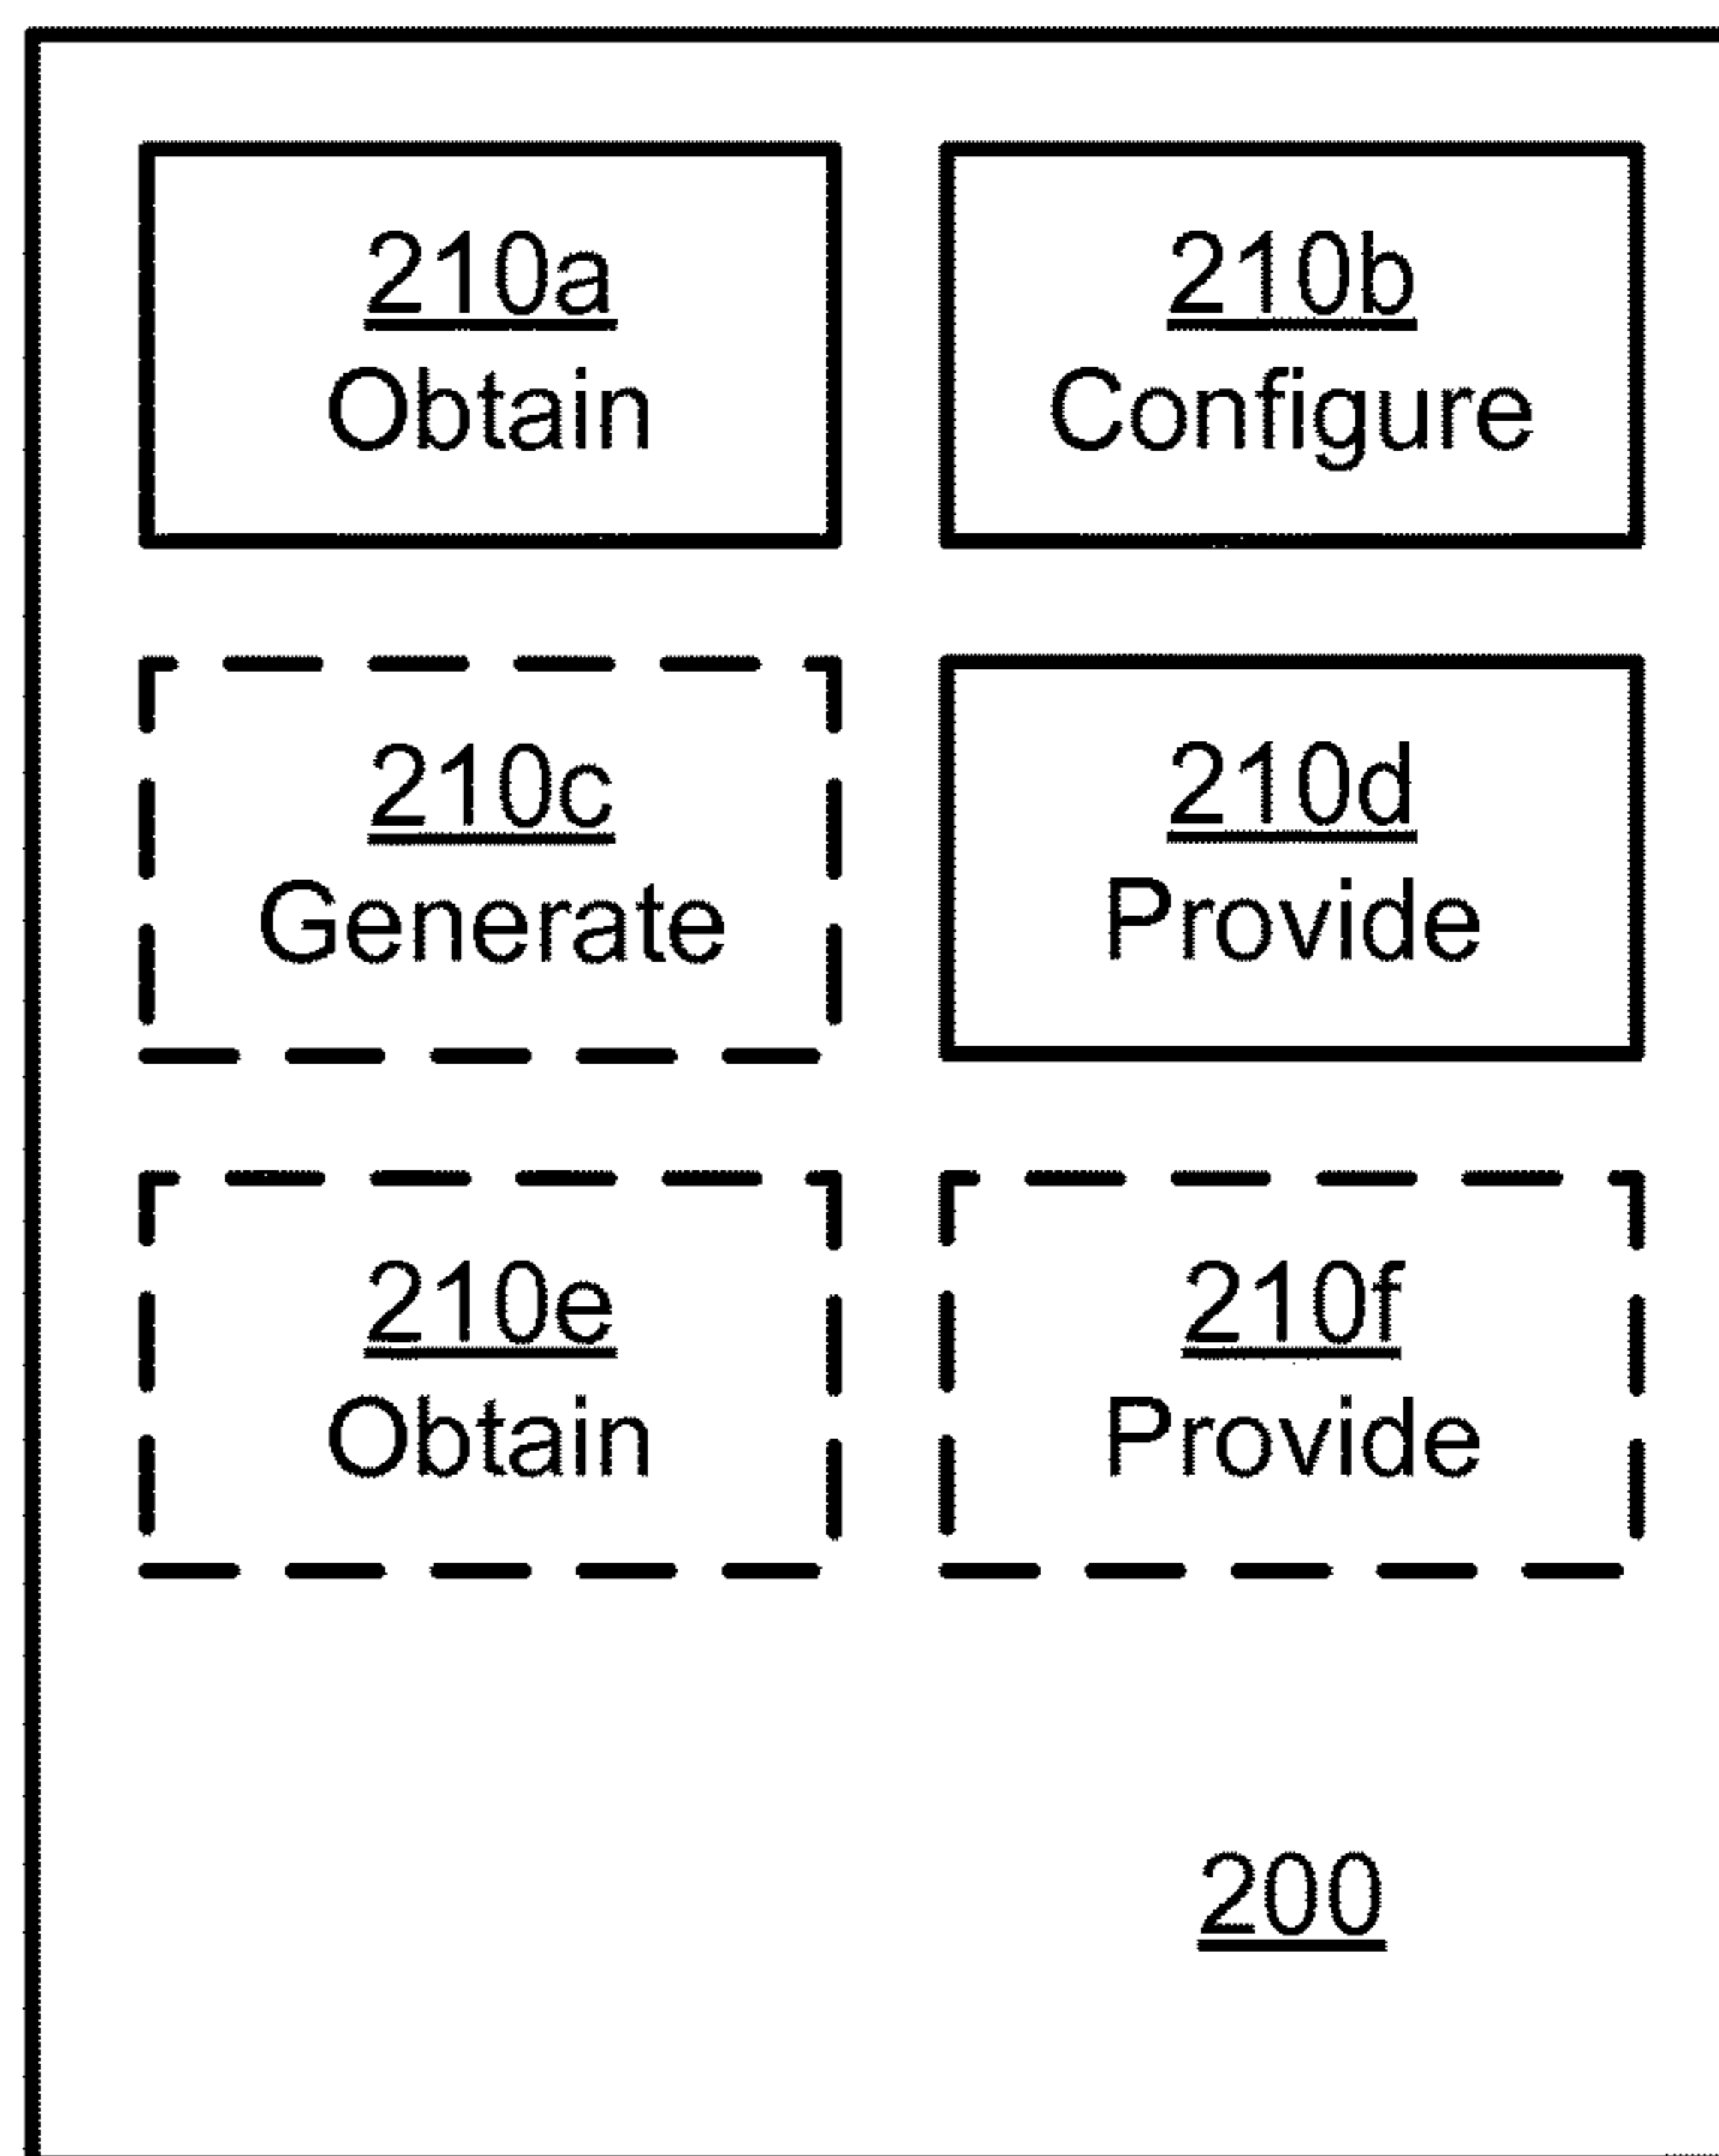 210a
Obtain
210b
Configure
210c
Generate
210d
Provide
210e
Obtain
210f
Provide
200